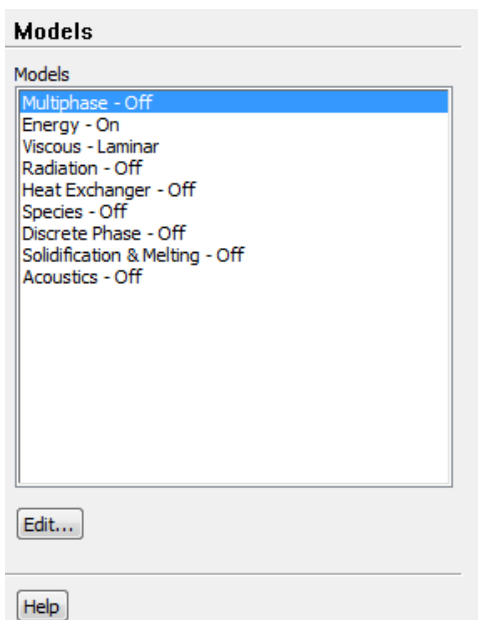 Models
Models
Multiphase - Off
Energy - On
Viscous - Laminar
Radiation - Off
Heat Exchanger - Off
Species - Off
Discrete Phase - Off
Solidification & Melting - Off
Acoustics - Off
Edit...
Help